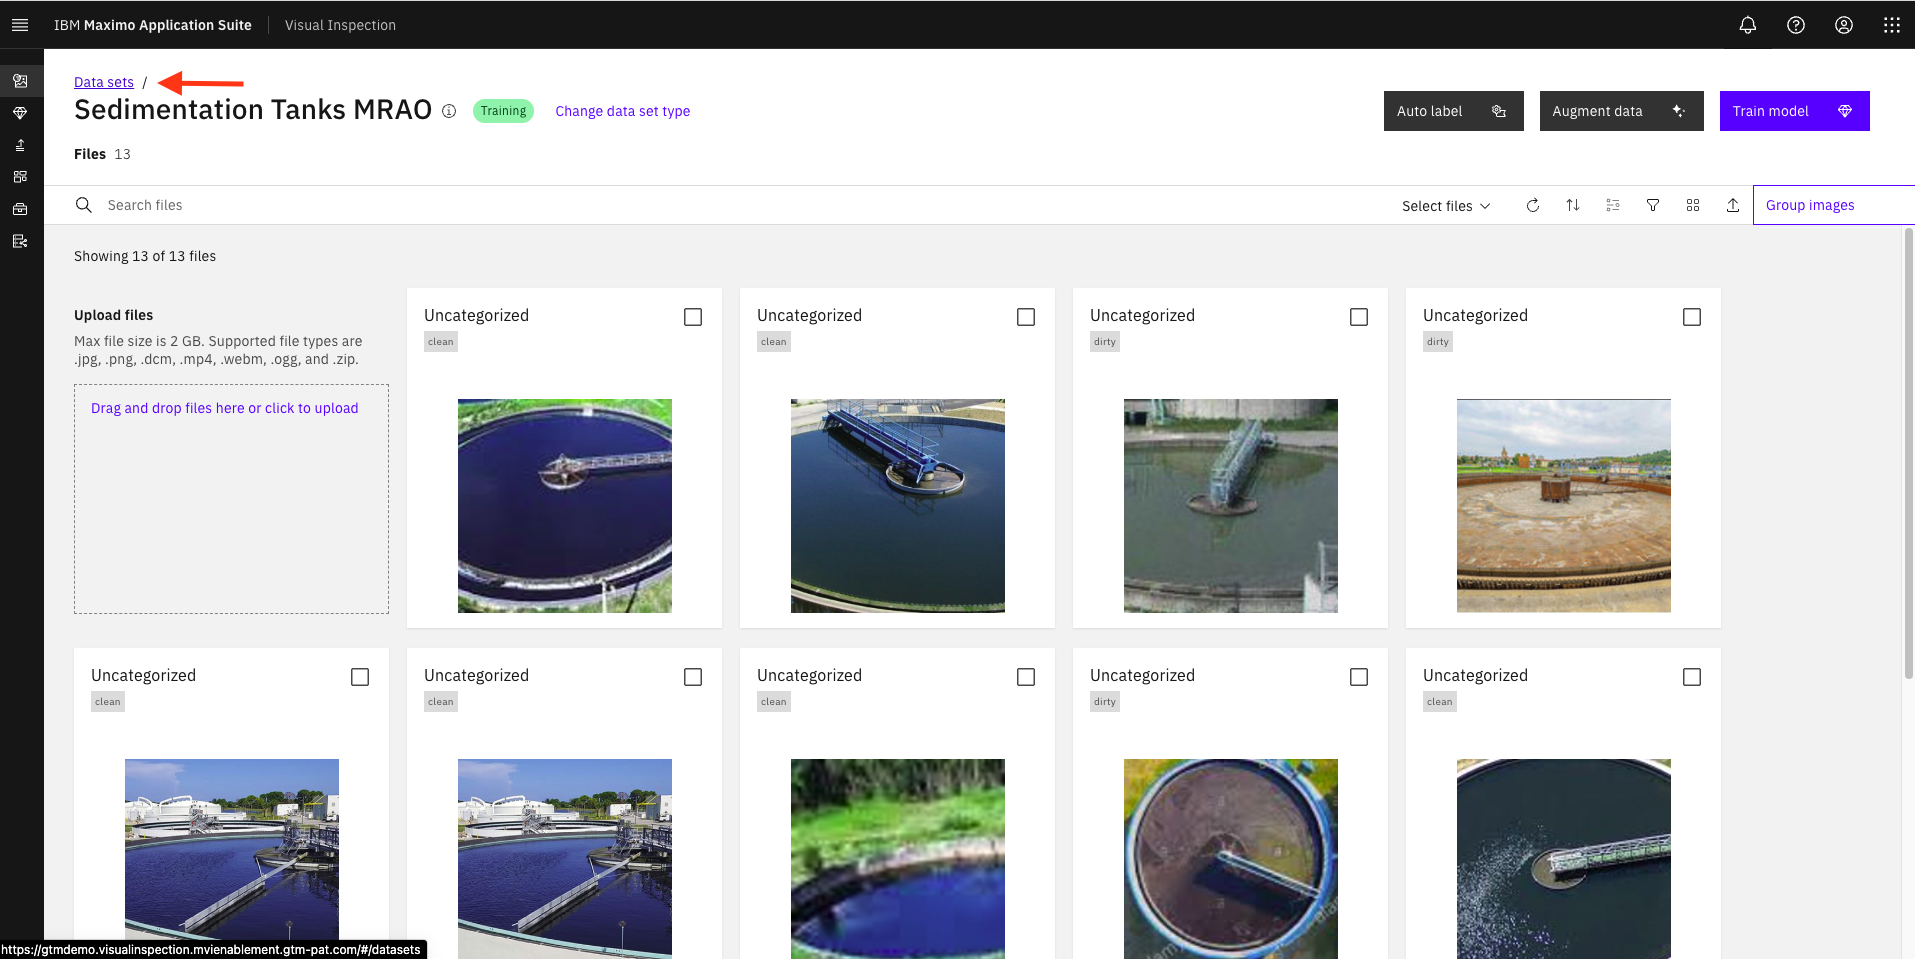 IBM Maximo Application Suite | Visual Inspection
Data sets /
Sedimentation Tanks MRAO Training Change data set type
Auto label Augment data Train model
Files 13
Search files Select files Group images
Showing 13 of 13 files
Upload files
Max file size is 2 GB. Supported file types are
.jpg, .png, .dcm, .mp4, .webm, .ogg, and .zip.
Drag and drop files here or click to upload
Uncategorized
clean
Uncategorized
clean
Uncategorized
dirty
Uncategorized
dirty
Uncategorized
clean
Uncategorized
clean
Uncategorized
clean
Uncategorized
dirty
Uncategorized
clean
https://gtmdemo.visualinspection.mvienablement.gtm-pat.com/#/datasets